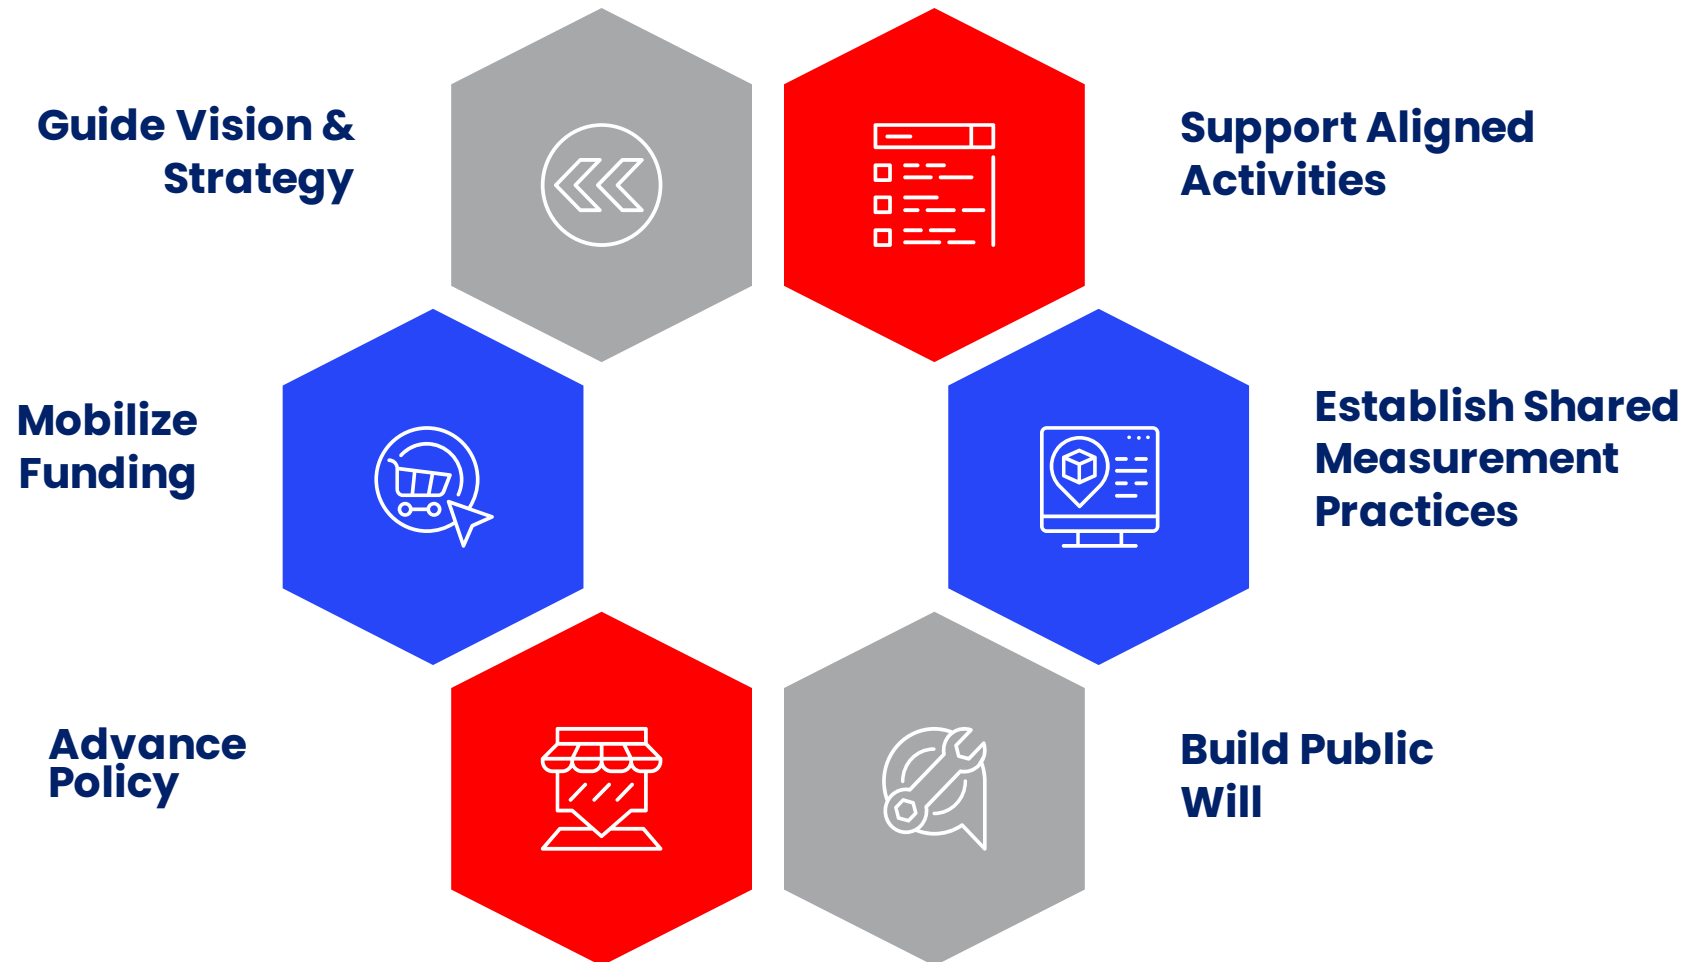 Guide Vision &
Strategy
Support Aligned
Activities
Mobilize
Funding
Establish Shared
Measurement
Practices
Advance
Policy
Build Public
Will